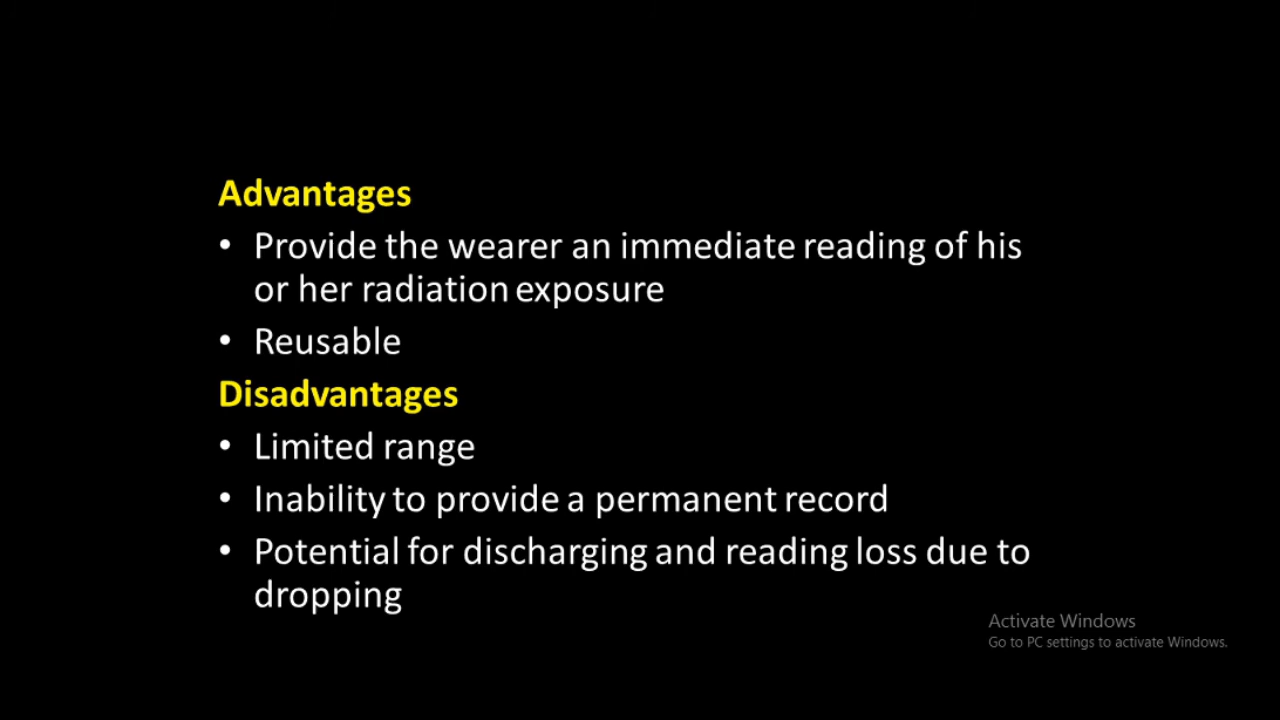 Advantages
• Provide the wearer an immediate reading of his
or her radiation exposure
• Reusable
Disadvantages
• Limited range
• Inability to provide a permanent record
• Potential for discharging and reading loss due to
dropping
Activate Windows
Go to PC settings to activate Windows.